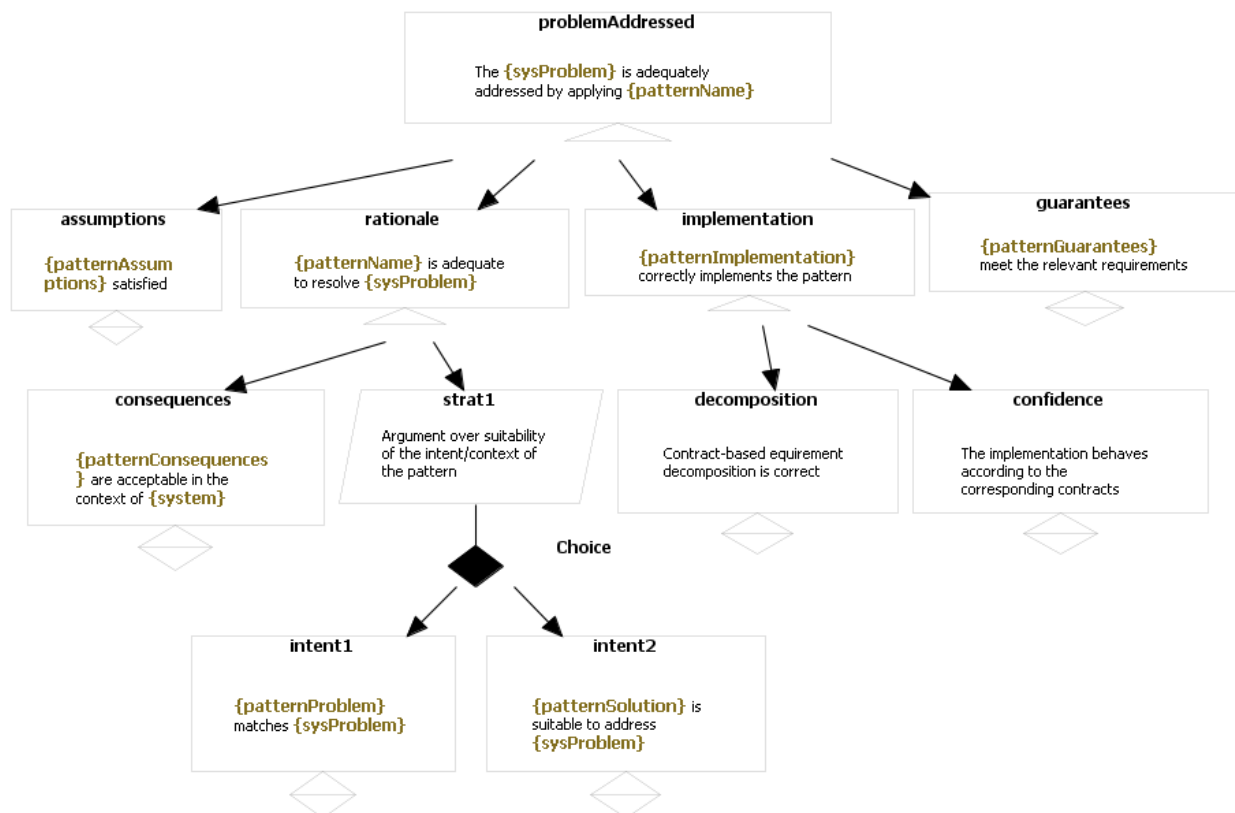 problemAddressed
The {sysProblem} is adequately
addressed by applying {patternName}
assumptions
{patternAssum
ptions} satisfied
rationale
{patternName} is adequate
to resolve {sysProblem}
implementation
{patternImplementation}
correctly implements the pattern
guarantees
{patternGuarantees}
meet the relevant requirements
consequences
{patternConsequences
} are acceptable in the
context of {system}
strat1
Argument over suitability
of the intent/context of
the pattern
decomposition
Contract-based equirement
decomposition is correct
confidence
The implementation behaves
according to the
corresponding contracts
Choice
intent1
{patternProblem}
matches {sysProblem}
intent2
{patternSolution} is
suitable to address
{sysProblem}